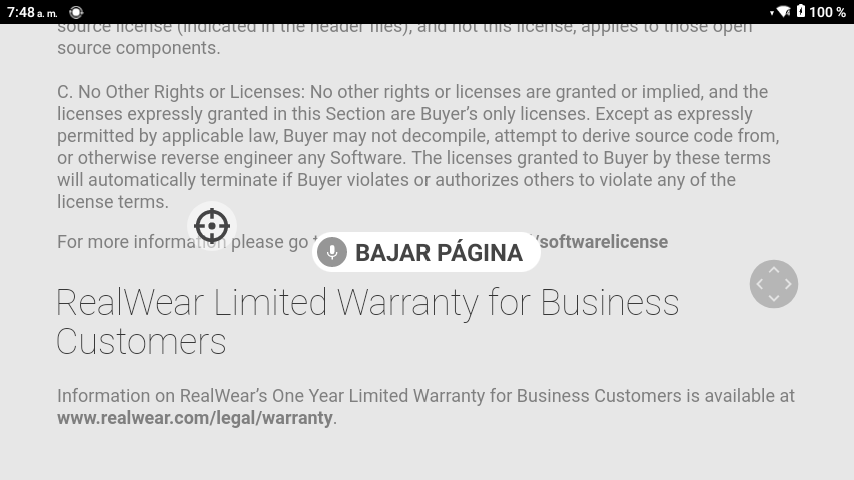 7:48 a. m.
100 %
source license (indicated in the header files), and not this license, applies to those open
source components.
C. No Other Rights or Licenses: No other rights or licenses are granted or implied, and the
licenses expressly granted in this Section are Buyer’s only licenses. Except as expressly
permitted by applicable law, Buyer may not decompile, attempt to derive source code from,
or otherwise reverse engineer any Software. The licenses granted to Buyer by these terms
will automatically terminate if Buyer violates or authorizes others to violate any of the
license terms.
For more information please go /softwarelicense
BAJAR PÁGINA
RealWear Limited Warranty for Business
Customers
Information on RealWear’s One Year Limited Warranty for Business Customers is available at
www.realwear.com/legal/warranty.